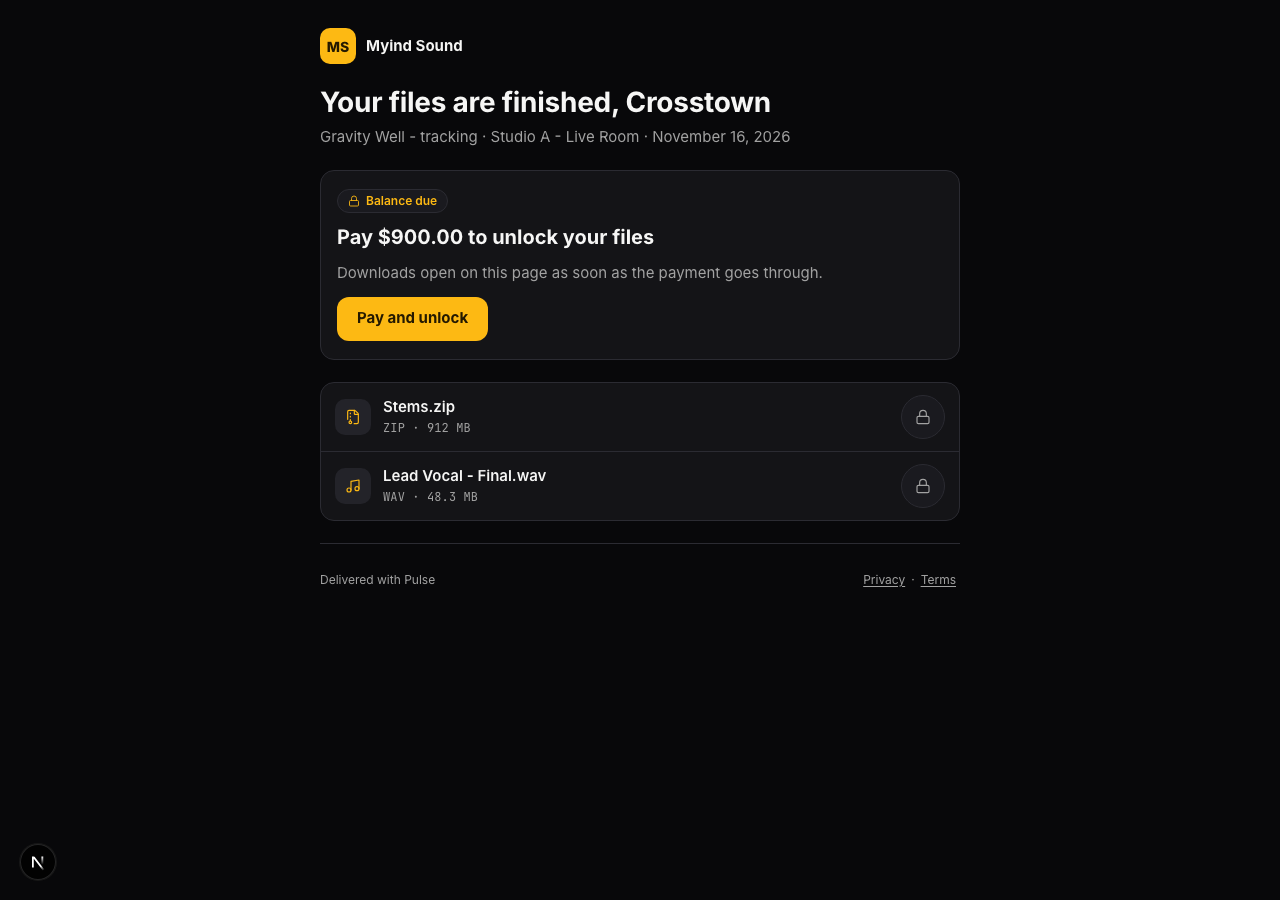 MS
Myind Sound
Your files are finished, Crosstown
Gravity Well - tracking · Studio A - Live Room · November 16, 2026
Balance due
Pay $900.00 to unlock your files
Downloads open on this page as soon as the payment goes through.
Pay and unlock
Stems.zip
ZIP · 912 MB
Lead Vocal - Final.wav
WAV · 48.3 MB
Delivered with Pulse
Privacy · Terms
N